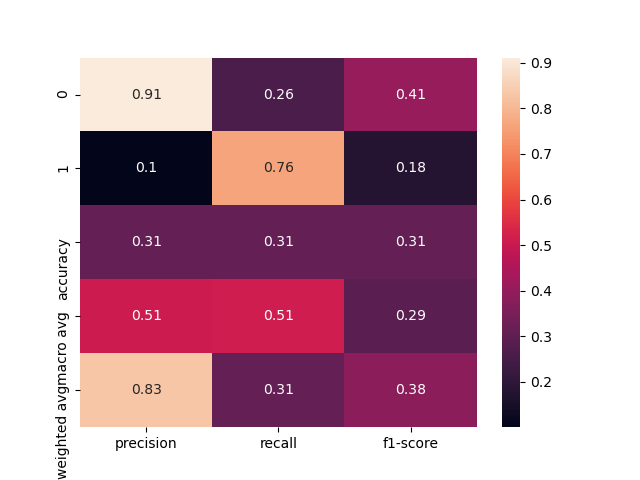 0 0.91 0.26 0.41
1 0.1 0.76 0.18
accuracy 0.31 0.31 0.31
macro avg 0.51 0.51 0.29
weighted avg 0.83 0.31 0.38
precision recall f1-score
0.9
0.8
0.7
0.6
0.5
0.4
0.3
0.2